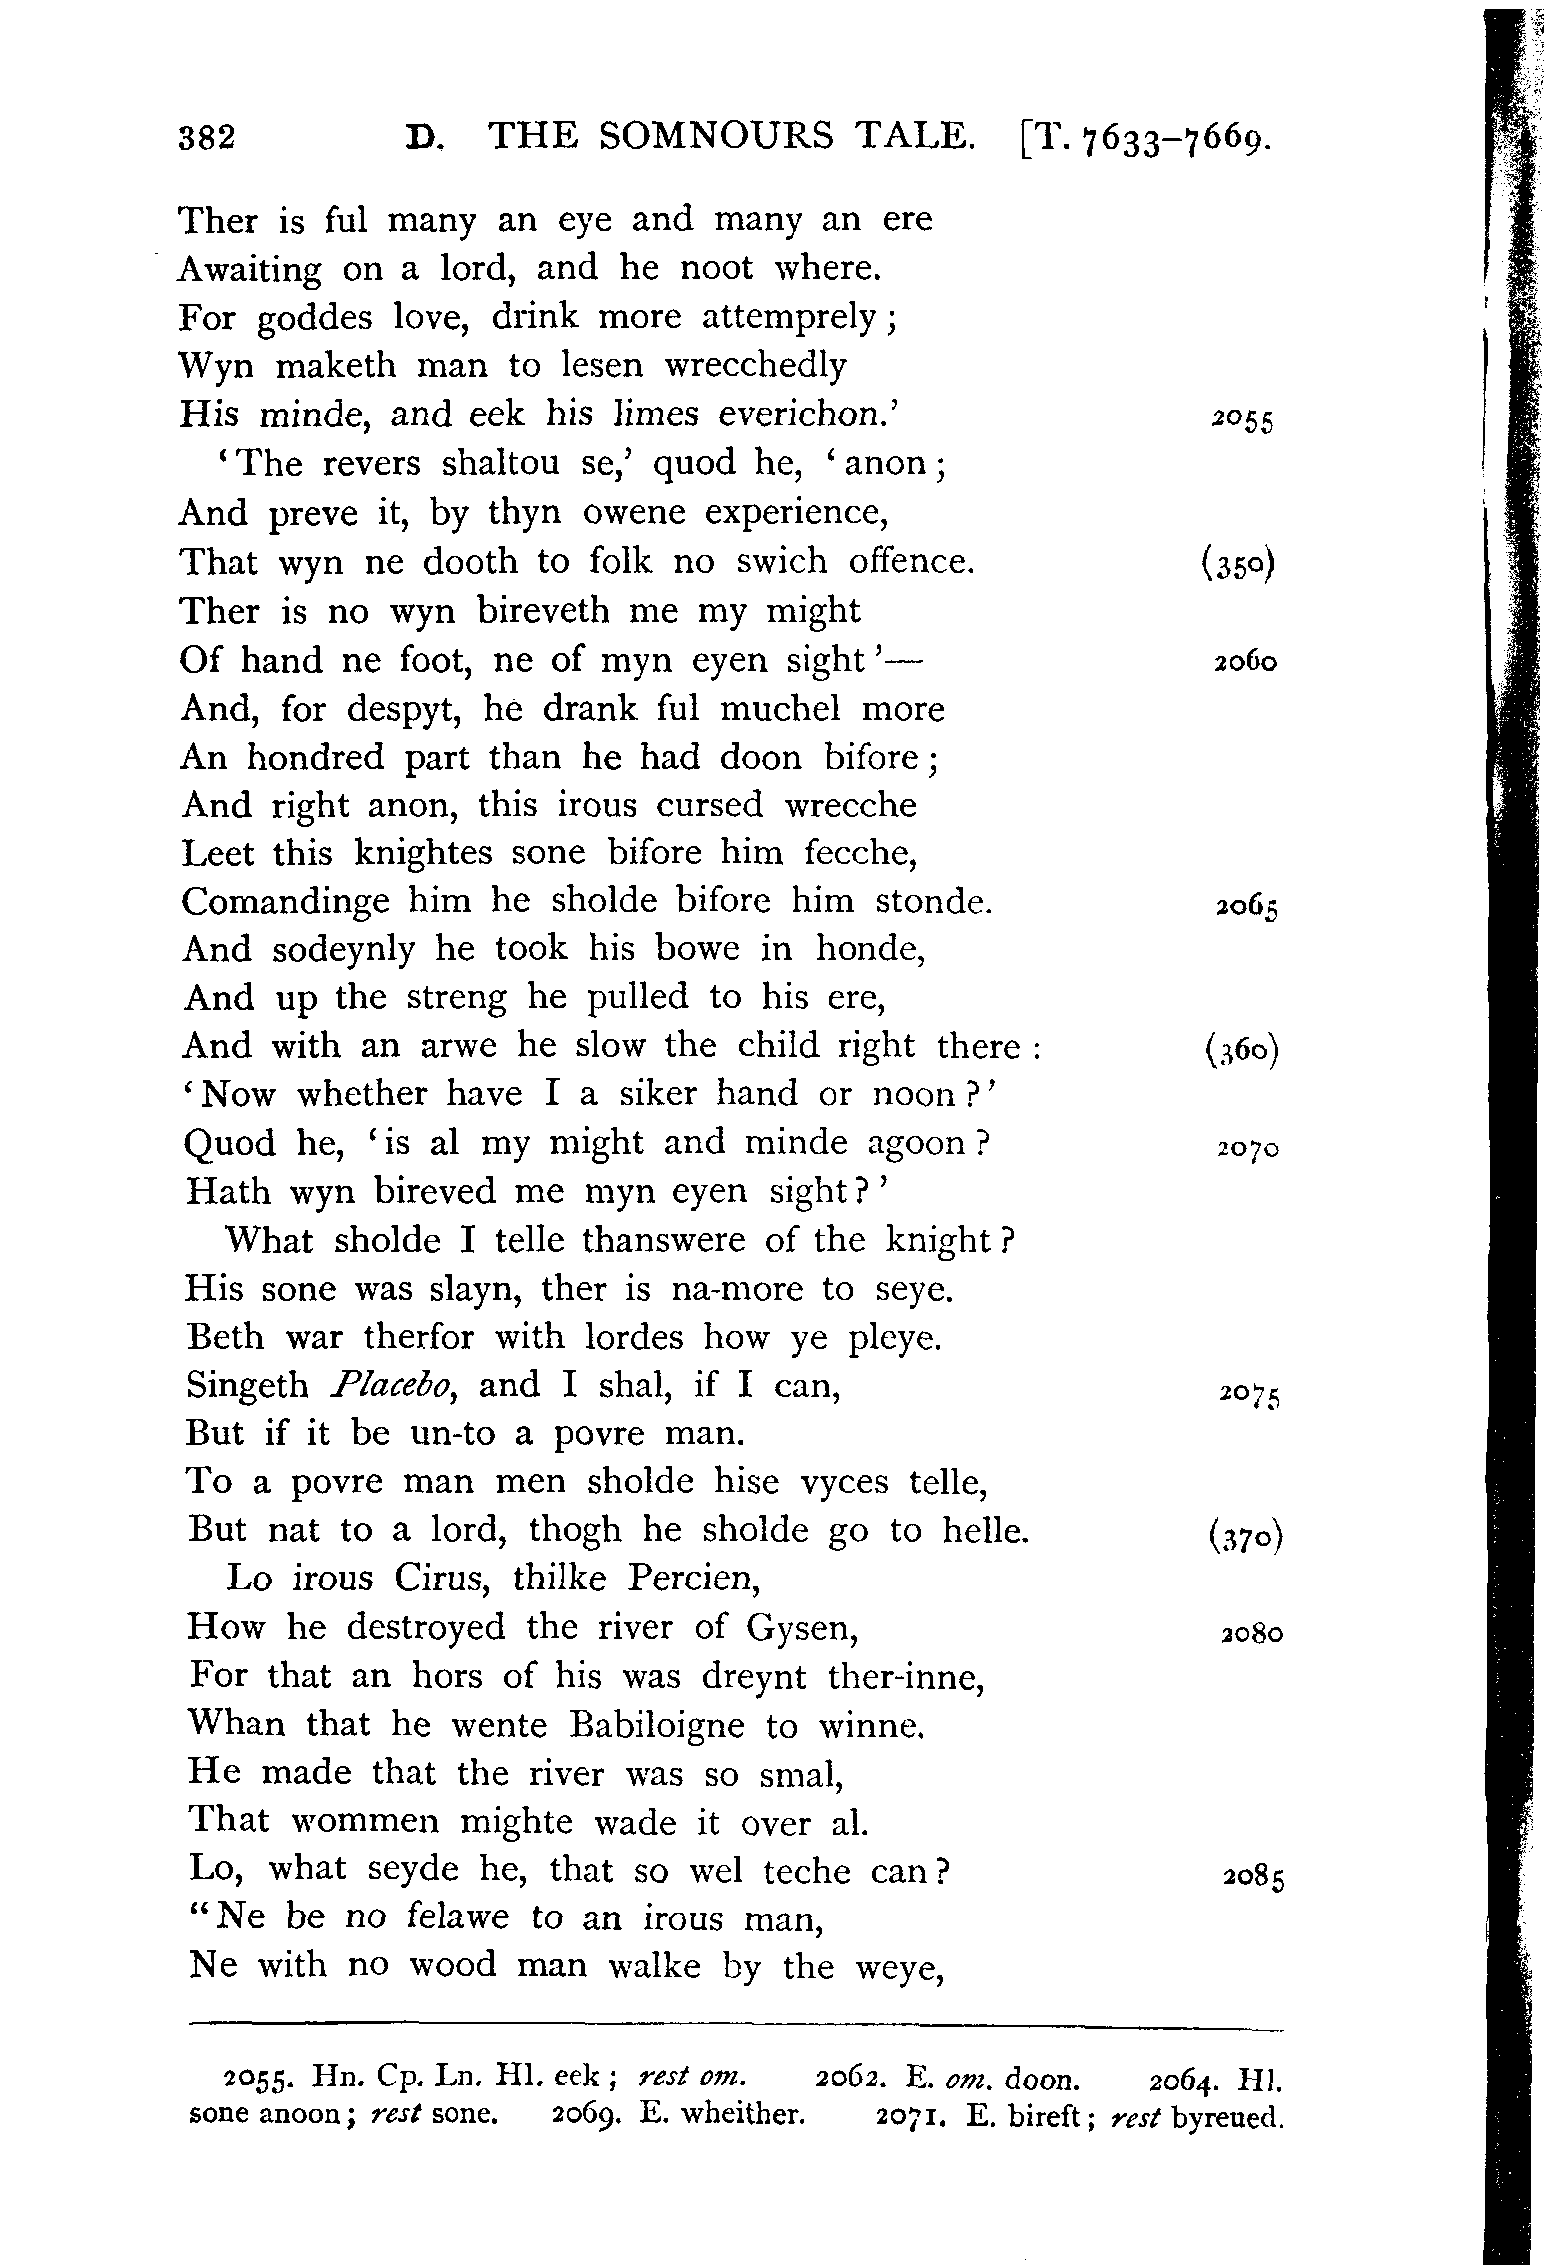 382 D. THE SOMNOURS TALE. [T. 7633–7669.
Ther is ful many an eye and many an ere
Awaiting on a lord, and he noot where.
For goddes love, drink more attemprely ;
Wyn maketh man to lesen wrecchedly
His minde, and eek his limes everichon.’ 2055
‘The revers shaltou se,’ quod he, ‘anon ;
And preve it, by thyn owene experience,
That wyn ne dooth to folk no swich offence. (350)
Ther is no wyn bireveth me my might
Of hand ne foot, ne of myn eyen sight’— 2060
And, for despyt, he drank ful muchel more
An hondred part than he had doon bifore ;
And right anon, this irous cursed wrecche
Leet this knightes sone bifore him fecche,
Comandinge him he sholde bifore him stonde. 2065
And sodeynly he took his bowe in honde,
And up the streng he pulled to his ere,
And with an arwe he slow the child right there : (360)
‘Now whether have I a siker hand or noon ?’
Quod he, ‘is al my might and minde agoon ? 2070
Hath wyn bireved me myn eyen sight ?’
What sholde I telle thanswere of the knight ?
His sone was slayn, ther is na-more to seye.
Beth war therfor with lordes how ye pleye.
Singeth Placebo, and I shal, if I can, 2075
But if it be un-to a povre man.
To a povre man men sholde hise vyces telle,
But nat to a lord, thogh he sholde go to helle. (370)
Lo irous Cirus, thilke Percien,
How he destroyed the river of Gysen, 2080
For that an hors of his was dreynt ther-inne,
Whan that he wente Babiloigne to winne.
He made that the river was so smal,
That wommen mighte wade it over al.
Lo, what seyde he, that so wel teche can ? 2085
“Ne be no felawe to an irous man,
Ne with no wood man walke by the weye,
2055. Hn. Cp. Ln. Hl. eek ; rest om. 2062. E. om. doon. 2064. Hl.
sone anoon ; rest sone. 2069. E. wheither. 2071. E. bireft ; rest byreued.